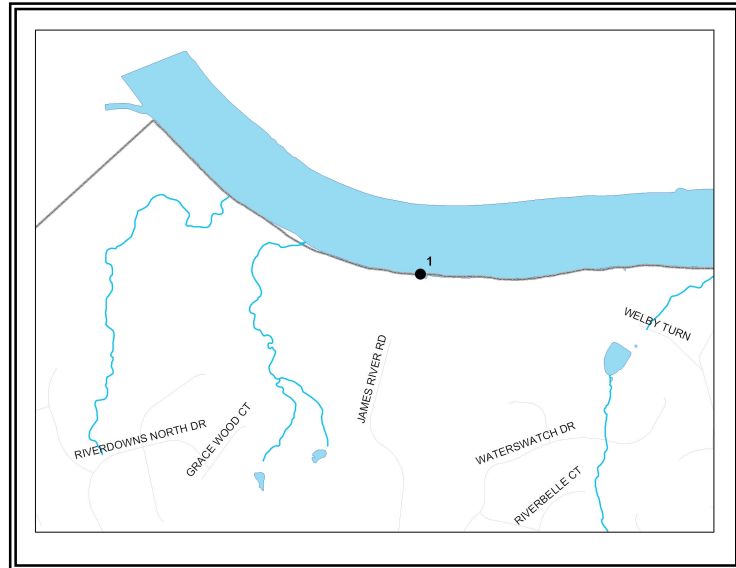 1
WELBY TURN
JAMES RIVER RD
RIVERDOWNS NORTH DR
GRACE WOOD CT
WATERSWATCH DR
RIVERBELLE CT